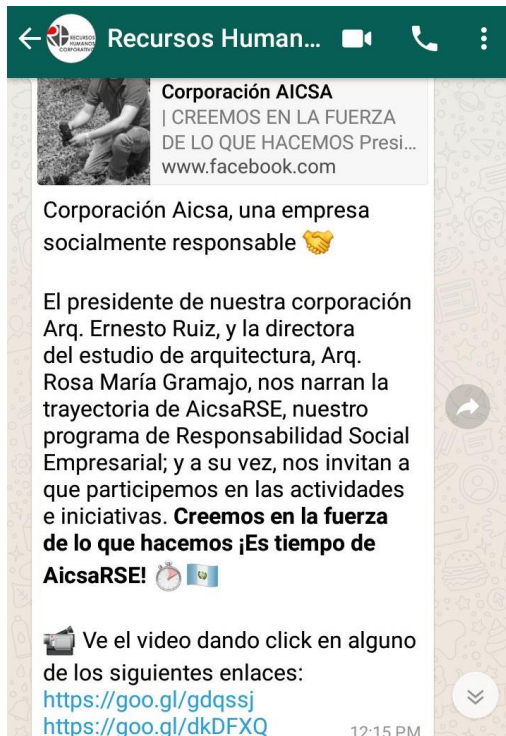 RECURSOS
HUMANOS
CORPORATIVO
Recursos Human...
Corporación AICSA
| CREEMOS EN LA FUERZA
DE LO QUE HACEMOS Presi...
www.facebook.com
Corporación Aicsa, una empresa
socialmente responsable 🤝
El presidente de nuestra corporación
Arq. Ernesto Ruiz, y la directora
del estudio de arquitectura, Arq.
Rosa María Gramajo, nos narran la
trayectoria de AicsaRSE, nuestro
programa de Responsabilidad Social
Empresarial; y a su vez, nos invitan a
que participemos en las actividades
e iniciativas. Creemos en la fuerza
de lo que hacemos ¡Es tiempo de
AicsaRSE! ⏱🇬🇹
📹 Ve el video dando click en alguno
de los siguientes enlaces:
https://goo.gl/gdqssj
https://goo.gl/dkDFXQ 12:15 PM